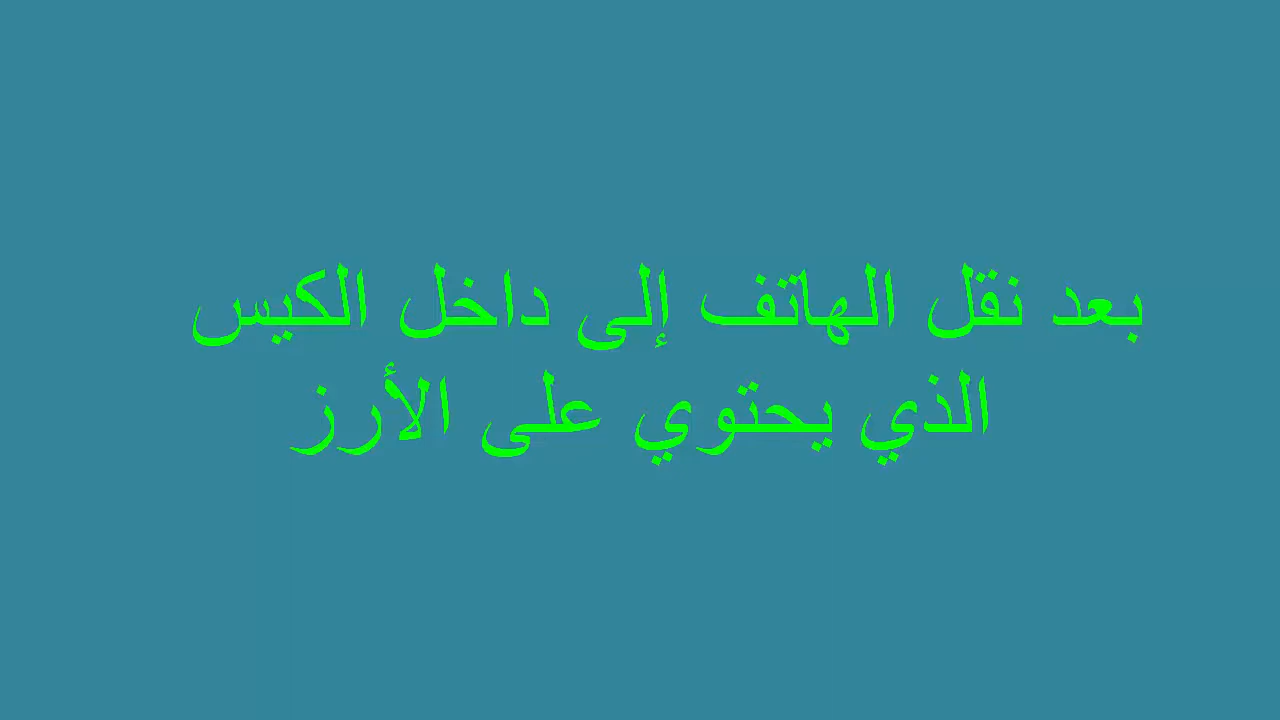 بعد نقل الهاتف إلى داخل الكيس
الذي يحتوي على الأرز